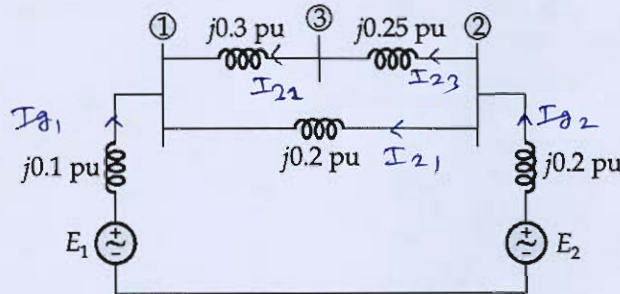 ① j0.3 pu ③ j0.25 pu ②
I21 I23
Ig1 Ig2
j0.2 pu I21
j0.1 pu j0.2 pu
E1 E2